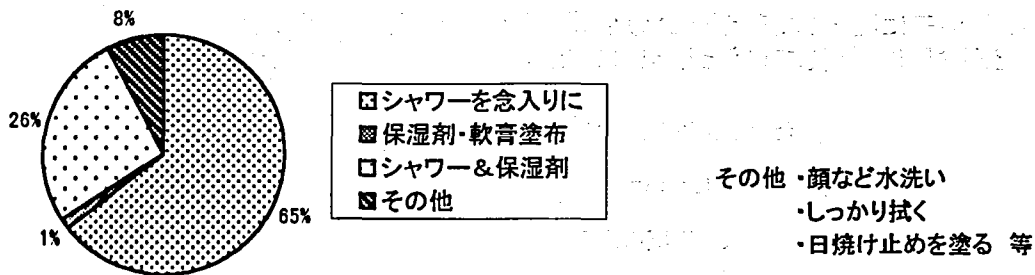 8%
26%
1%
65%
シャワーを念入りに
保湿剤・軟膏塗布
シャワー&保湿剤
その他
その他 ・顔など水洗い
・しっかり拭く
・日焼け止めを塗る 等